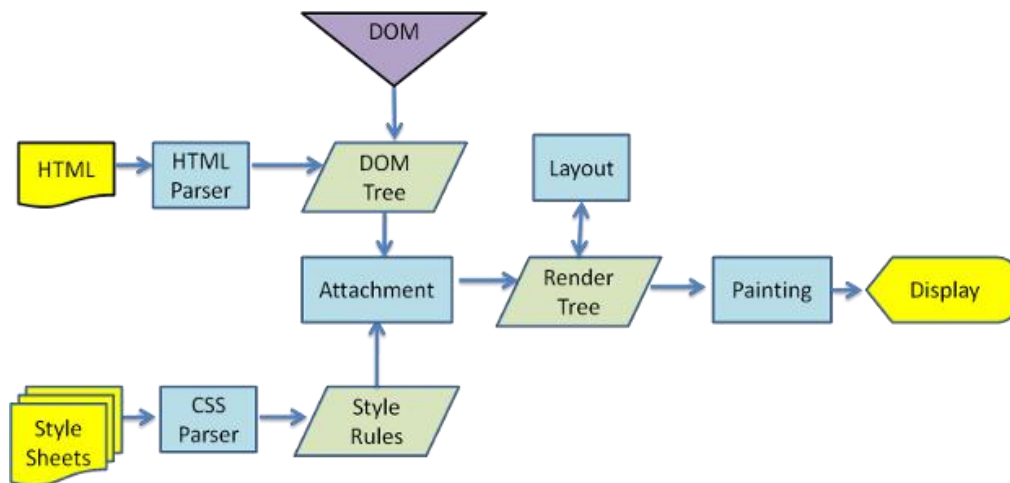 DOM
HTML
HTML
Parser
DOM
Tree
Layout
Attachment
Render
Tree
Painting
Display
Style
Sheets
CSS
Parser
Style
Rules